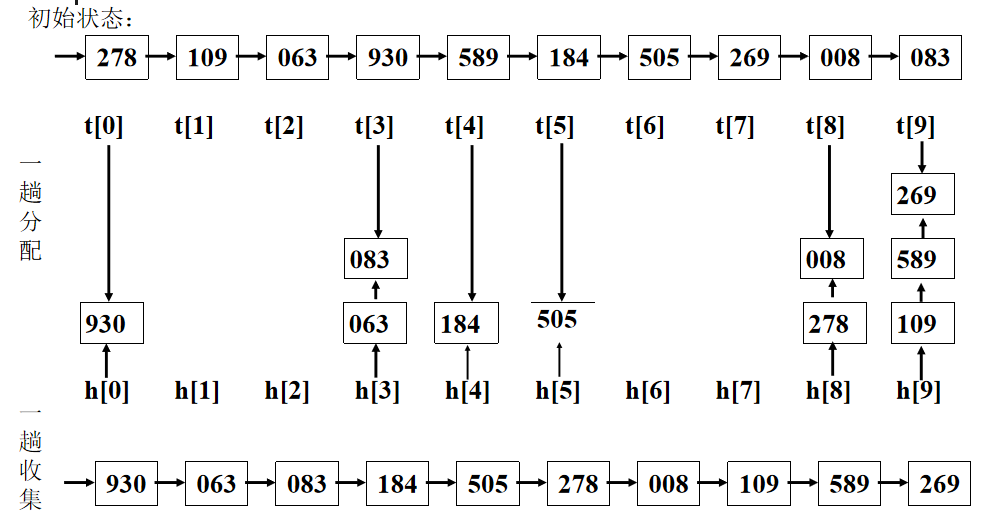 初始状态：
278 109 063 930 589 184 505 269 008 083
t[0] t[1] t[2] t[3] t[4] t[5] t[6] t[7] t[8] t[9]
一趟分配
269
083 008 589
930 063 184 505 278 109
h[0] h[1] h[2] h[3] h[4] h[5] h[6] h[7] h[8] h[9]
一趟收集
930 063 083 184 505 278 008 109 589 269